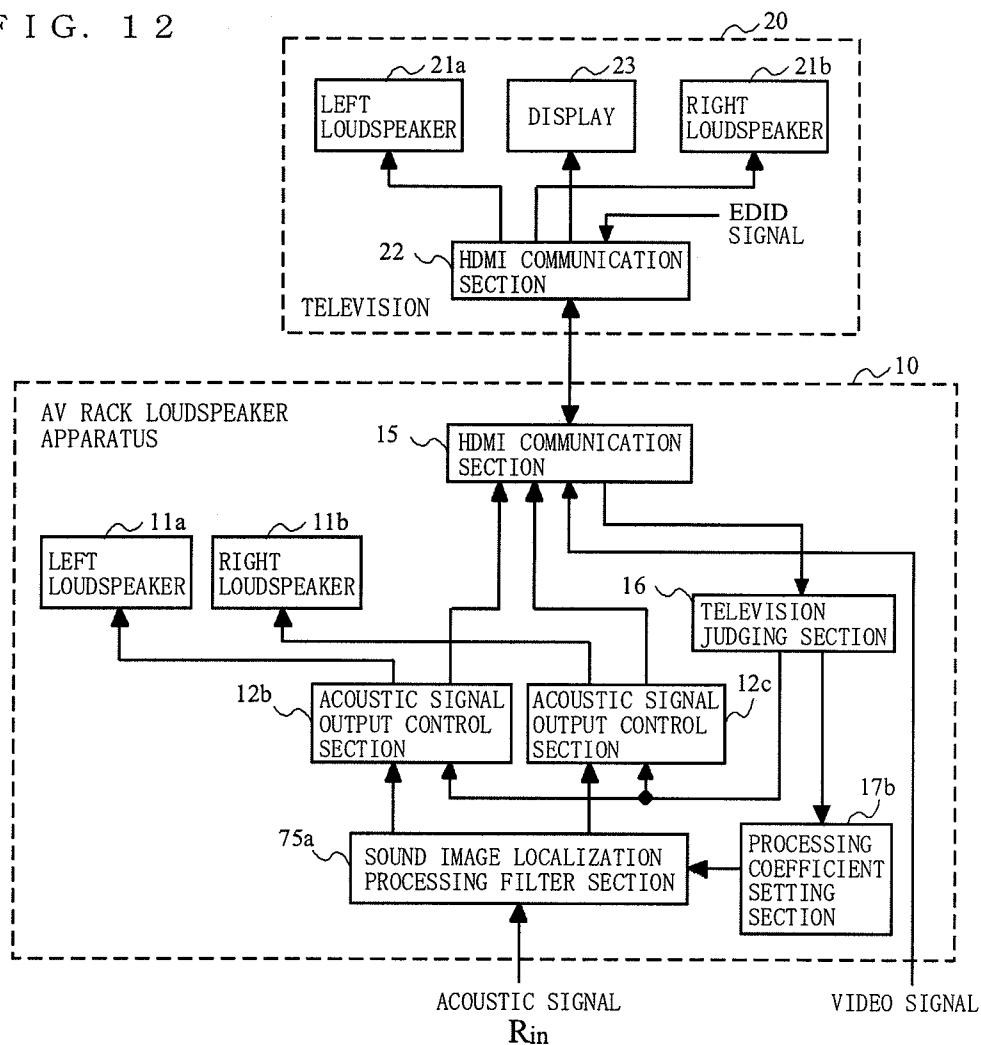 FIG. 12
20
21a
23
21b
LEFT
LOUDSPEAKER
DISPLAY
RIGHT
LOUDSPEAKER
EDID
SIGNAL
22
HDMI COMMUNICATION
SECTION
TELEVISION
10
AV RACK LOUDSPEAKER
APPARATUS
15
HDMI COMMUNICATION
SECTION
11a
11b
LEFT
LOUDSPEAKER
RIGHT
LOUDSPEAKER
16
TELEVISION
JUDGING SECTION
12b
ACOUSTIC SIGNAL
OUTPUT CONTROL
SECTION
12c
ACOUSTIC SIGNAL
OUTPUT CONTROL
SECTION
17b
75a
SOUND IMAGE LOCALIZATION
PROCESSING FILTER SECTION
PROCESSING
COEFFICIENT
SETTING
SECTION
ACOUSTIC SIGNAL
Rin
VIDEO SIGNAL